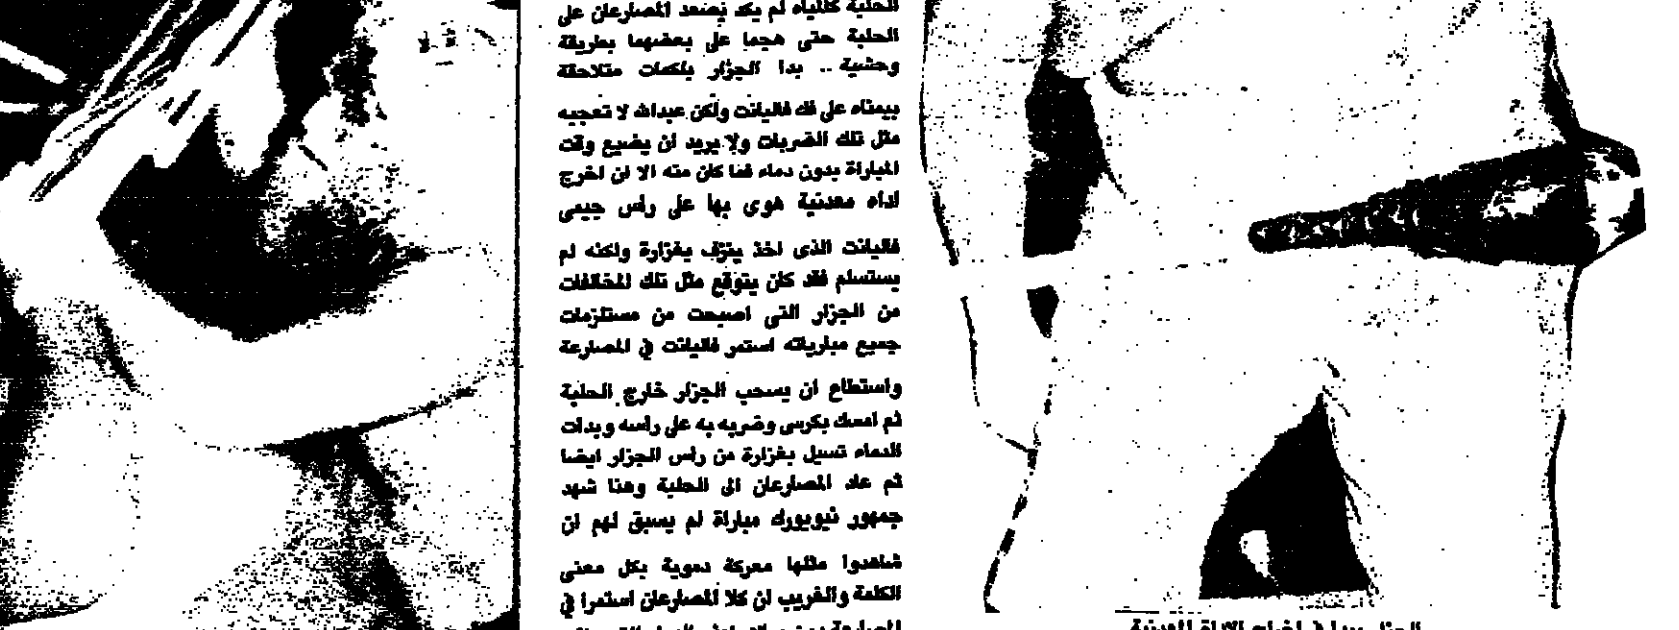 الحلبة كالمياه لم يكد يصعد المصارعان على
الحلبة حتى هجما على بعضهما بطريقة
وحشية .. بدا الجزار بلكمات متلاحقة
بيمناه على فك فاليانت ولكن عبدالله لا تعجبه
مثل تلك الضربات ولا يريد ان يضيع وقت
المباراة بدون دماء فما كان منه الا ان اخرج
اداه معدنية هوى بها على راس جيمى
فاليانت الذى اخذ ينزف بغزارة ولكنه لم
يستسلم فقد كان يتوقع مثل تلك المخالفات
من الجزار التى اصبحت من مستلزمات
جميع مبارياته استمر فاليانت في المصارعة
واستطاع ان يسحب الجزار خارج الحلبة
ثم امسك بكرسى وضربه به على راسه وبدات
الدماء تسيل بغزارة من راس الجزار ايضا
ثم عاد المصارعان الى الحلبة وهنا شهد
جمهور نيويورك مباراة لم يسبق لهم ان
شاهدوا مثلها معركة دموية بكل معنى
الكلمة والغريب ان كلا المصارعان استمرا في